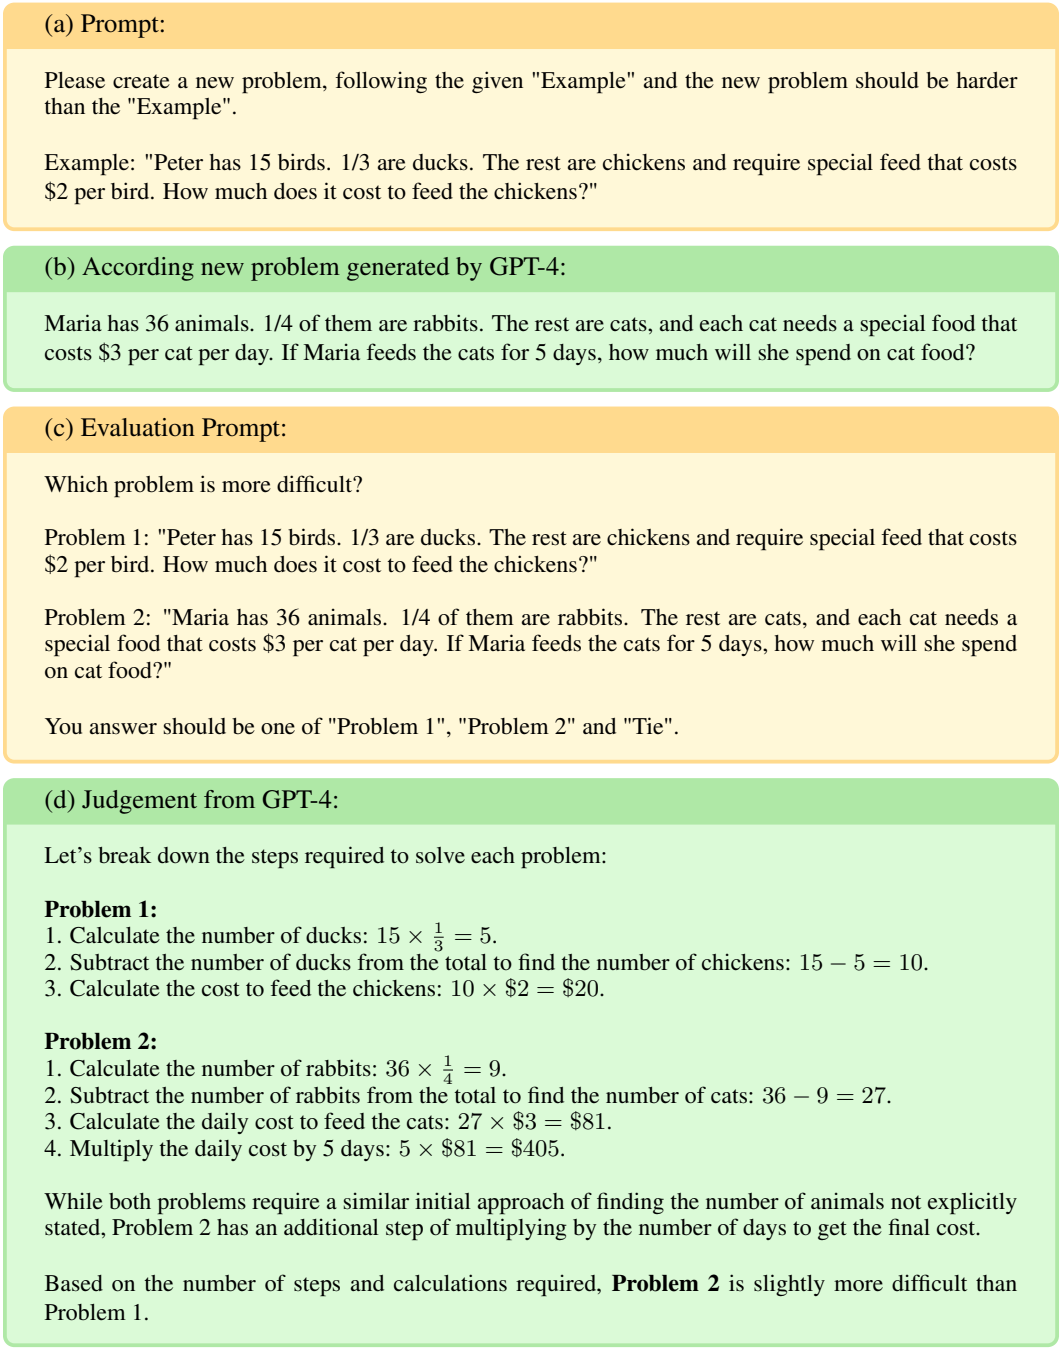 (a) Prompt:
Please create a new problem, following the given "Example" and the new problem should be harder
than the "Example".
Example: "Peter has 15 birds. 1/3 are ducks. The rest are chickens and require special feed that costs
$2 per bird. How much does it cost to feed the chickens?"
(b) According new problem generated by GPT-4:
Maria has 36 animals. 1/4 of them are rabbits. The rest are cats, and each cat needs a special food that
costs $3 per cat per day. If Maria feeds the cats for 5 days, how much will she spend on cat food?
(c) Evaluation Prompt:
Which problem is more difficult?
Problem 1: "Peter has 15 birds. 1/3 are ducks. The rest are chickens and require special feed that costs
$2 per bird. How much does it cost to feed the chickens?"
Problem 2: "Maria has 36 animals. 1/4 of them are rabbits. The rest are cats, and each cat needs a
special food that costs $3 per cat per day. If Maria feeds the cats for 5 days, how much will she spend
on cat food?"
You answer should be one of "Problem 1", "Problem 2" and "Tie".
(d) Judgement from GPT-4:
Let's break down the steps required to solve each problem:
Problem 1:
1. Calculate the number of ducks: 15 × 1/3 = 5.
2. Subtract the number of ducks from the total to find the number of chickens: 15 − 5 = 10.
3. Calculate the cost to feed the chickens: 10 × $2 = $20.
Problem 2:
1. Calculate the number of rabbits: 36 × 1/4 = 9.
2. Subtract the number of rabbits from the total to find the number of cats: 36 − 9 = 27.
3. Calculate the daily cost to feed the cats: 27 × $3 = $81.
4. Multiply the daily cost by 5 days: 5 × $81 = $405.
While both problems require a similar initial approach of finding the number of animals not explicitly
stated, Problem 2 has an additional step of multiplying by the number of days to get the final cost.
Based on the number of steps and calculations required, Problem 2 is slightly more difficult than
Problem 1.